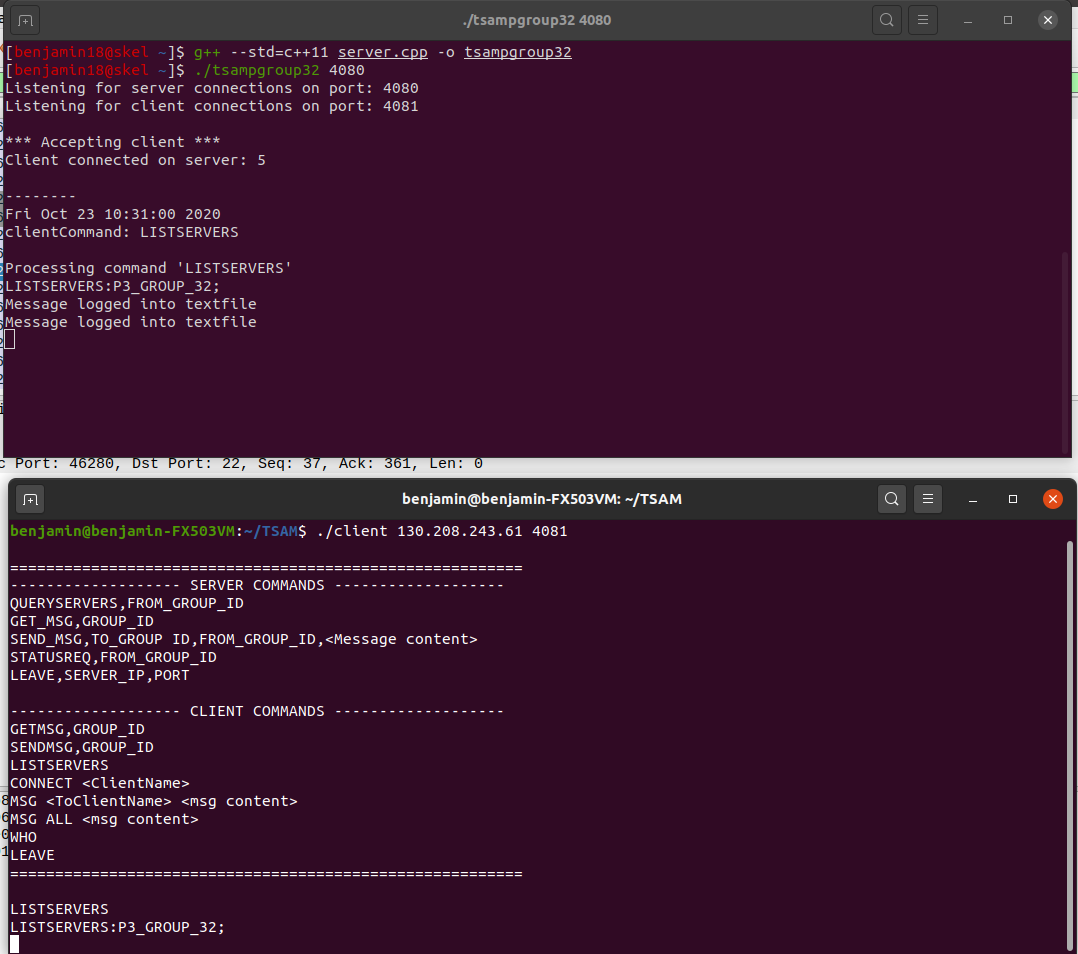 ./tsampgroup32 4080
[benjamin18@skel ~]$ g++ --std=c++11 server.cpp -o tsampgroup32
[benjamin18@skel ~]$ ./tsampgroup32 4080
Listening for server connections on port: 4080
Listening for client connections on port: 4081
*** Accepting client ***
Client connected on server: 5
--------
Fri Oct 23 10:31:00 2020
clientCommand: LISTSERVERS
Processing command 'LISTSERVERS'
LISTSERVERS:P3_GROUP_32;
Message logged into textfile
Message logged into textfile
c Port: 46280, Dst Port: 22, Seq: 37, Ack: 361, Len: 0
benjamin@benjamin-FX503VM: ~/TSAM
benjamin@benjamin-FX503VM:~/TSAM$ ./client 130.208.243.61 4081
=========================================================
------------------- SERVER COMMANDS -------------------
QUERYSERVERS,FROM_GROUP_ID
GET_MSG,GROUP_ID
SEND_MSG,TO_GROUP ID,FROM_GROUP_ID,<Message content>
STATUSREQ,FROM_GROUP_ID
LEAVE,SERVER_IP,PORT
------------------- CLIENT COMMANDS -------------------
GETMSG,GROUP_ID
SENDMSG,GROUP_ID
LISTSERVERS
CONNECT <ClientName>
MSG <ToClientName> <msg content>
MSG ALL <msg content>
WHO
LEAVE
=========================================================
LISTSERVERS
LISTSERVERS:P3_GROUP_32;